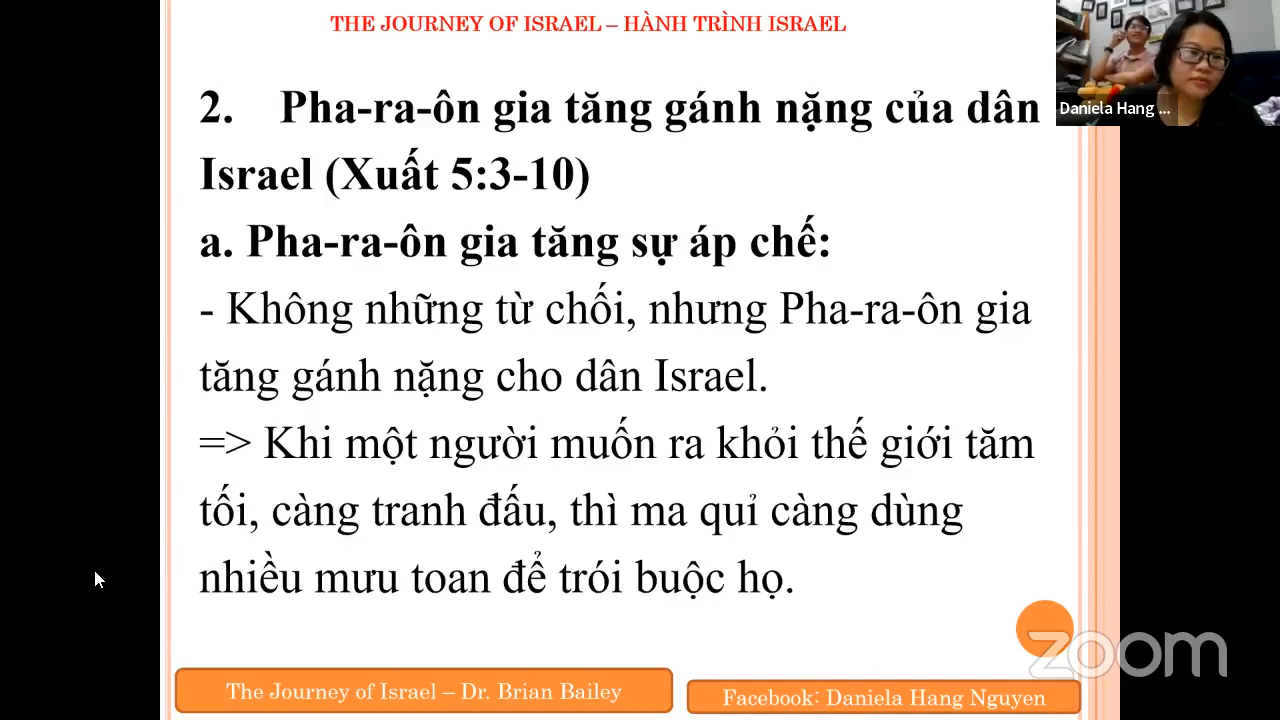 THE JOURNEY OF ISRAEL – HÀNH TRÌNH ISRAEL
Daniela Hang ...
2. Pha-ra-ôn gia tăng gánh nặng của dân
Israel (Xuất 5:3-10)
a. Pha-ra-ôn gia tăng sự áp chế:
- Không những từ chối, nhưng Pha-ra-ôn gia
tăng gánh nặng cho dân Israel.
=> Khi một người muốn ra khỏi thế giới tăm
tối, càng tranh đấu, thì ma quỉ càng dùng
nhiều mưu toan để trói buộc họ.
zoom
The Journey of Israel – Dr. Brian Bailey
Facebook: Daniela Hang Nguyen